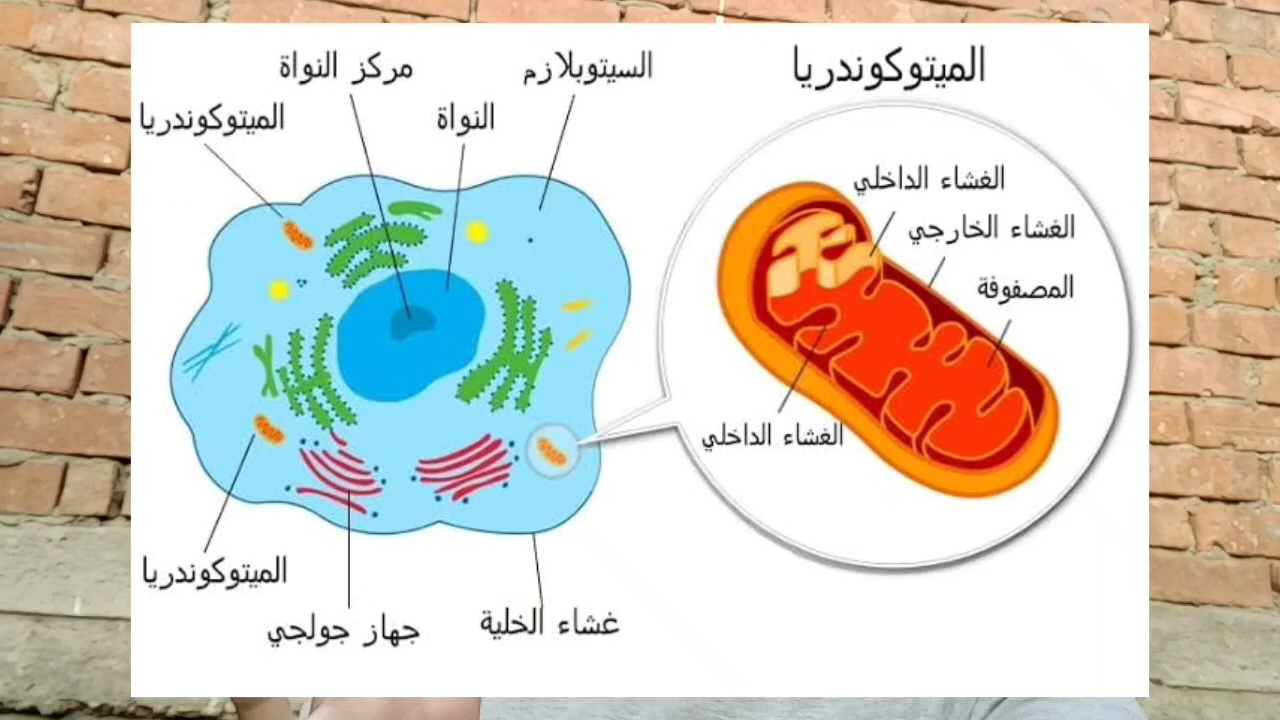 الميتوكوندريا
السيتوبلازم
مركز النواة
النواة
الميتوكوندريا
الغشاء الداخلي
الغشاء الخارجي
المصفوفة
الغشاء الداخلي
الميتوكوندريا
جهاز جولجي
غشاء الخلية